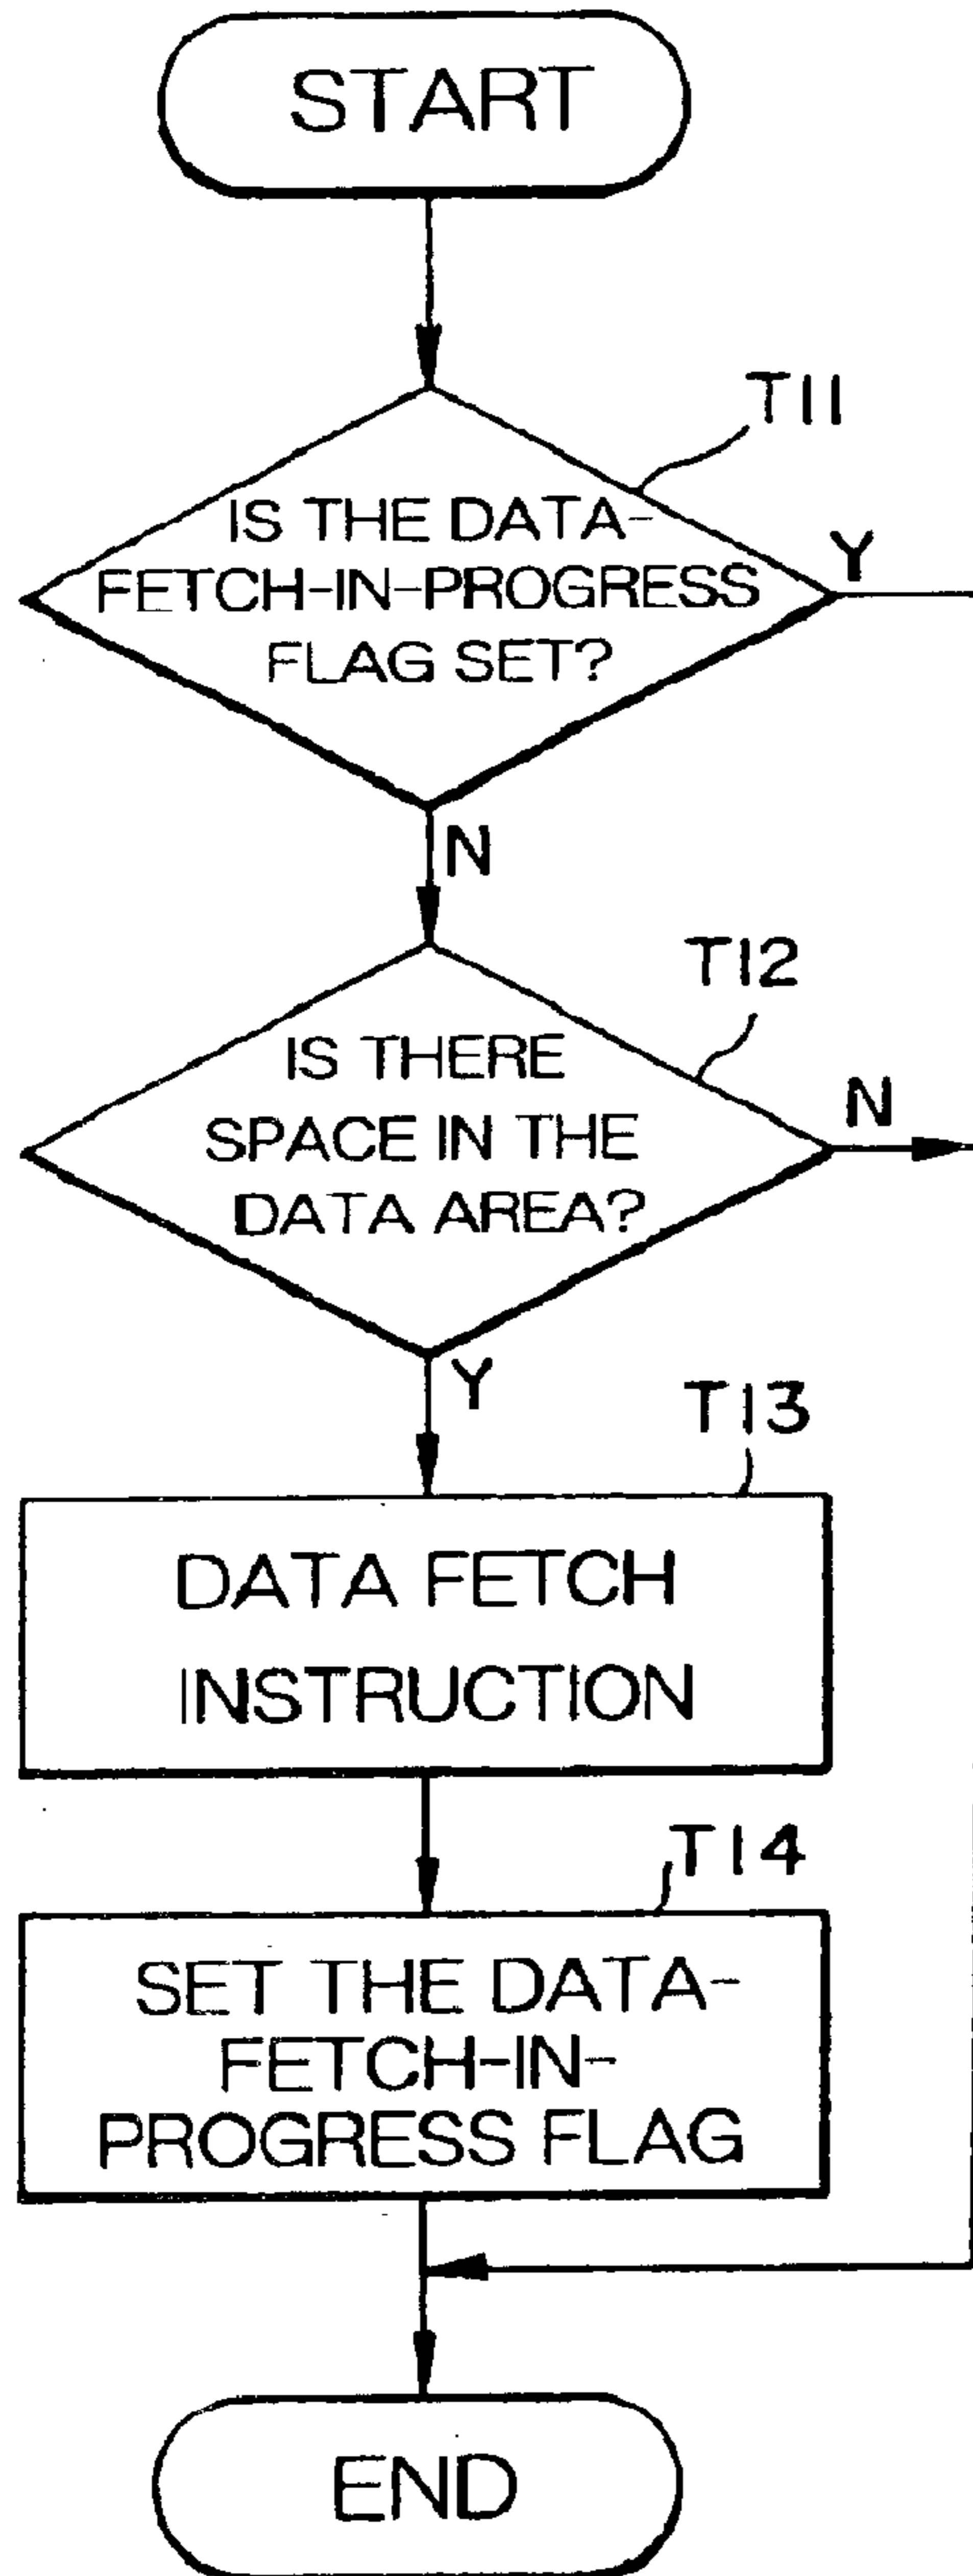 START
T11
IS THE DATA-
FETCH-IN-PROGRESS
FLAG SET?
Y
N
T12
IS THERE
SPACE IN THE
DATA AREA?
N
Y
T13
DATA FETCH
INSTRUCTION
T14
SET THE DATA-
FETCH-IN-
PROGRESS FLAG
END